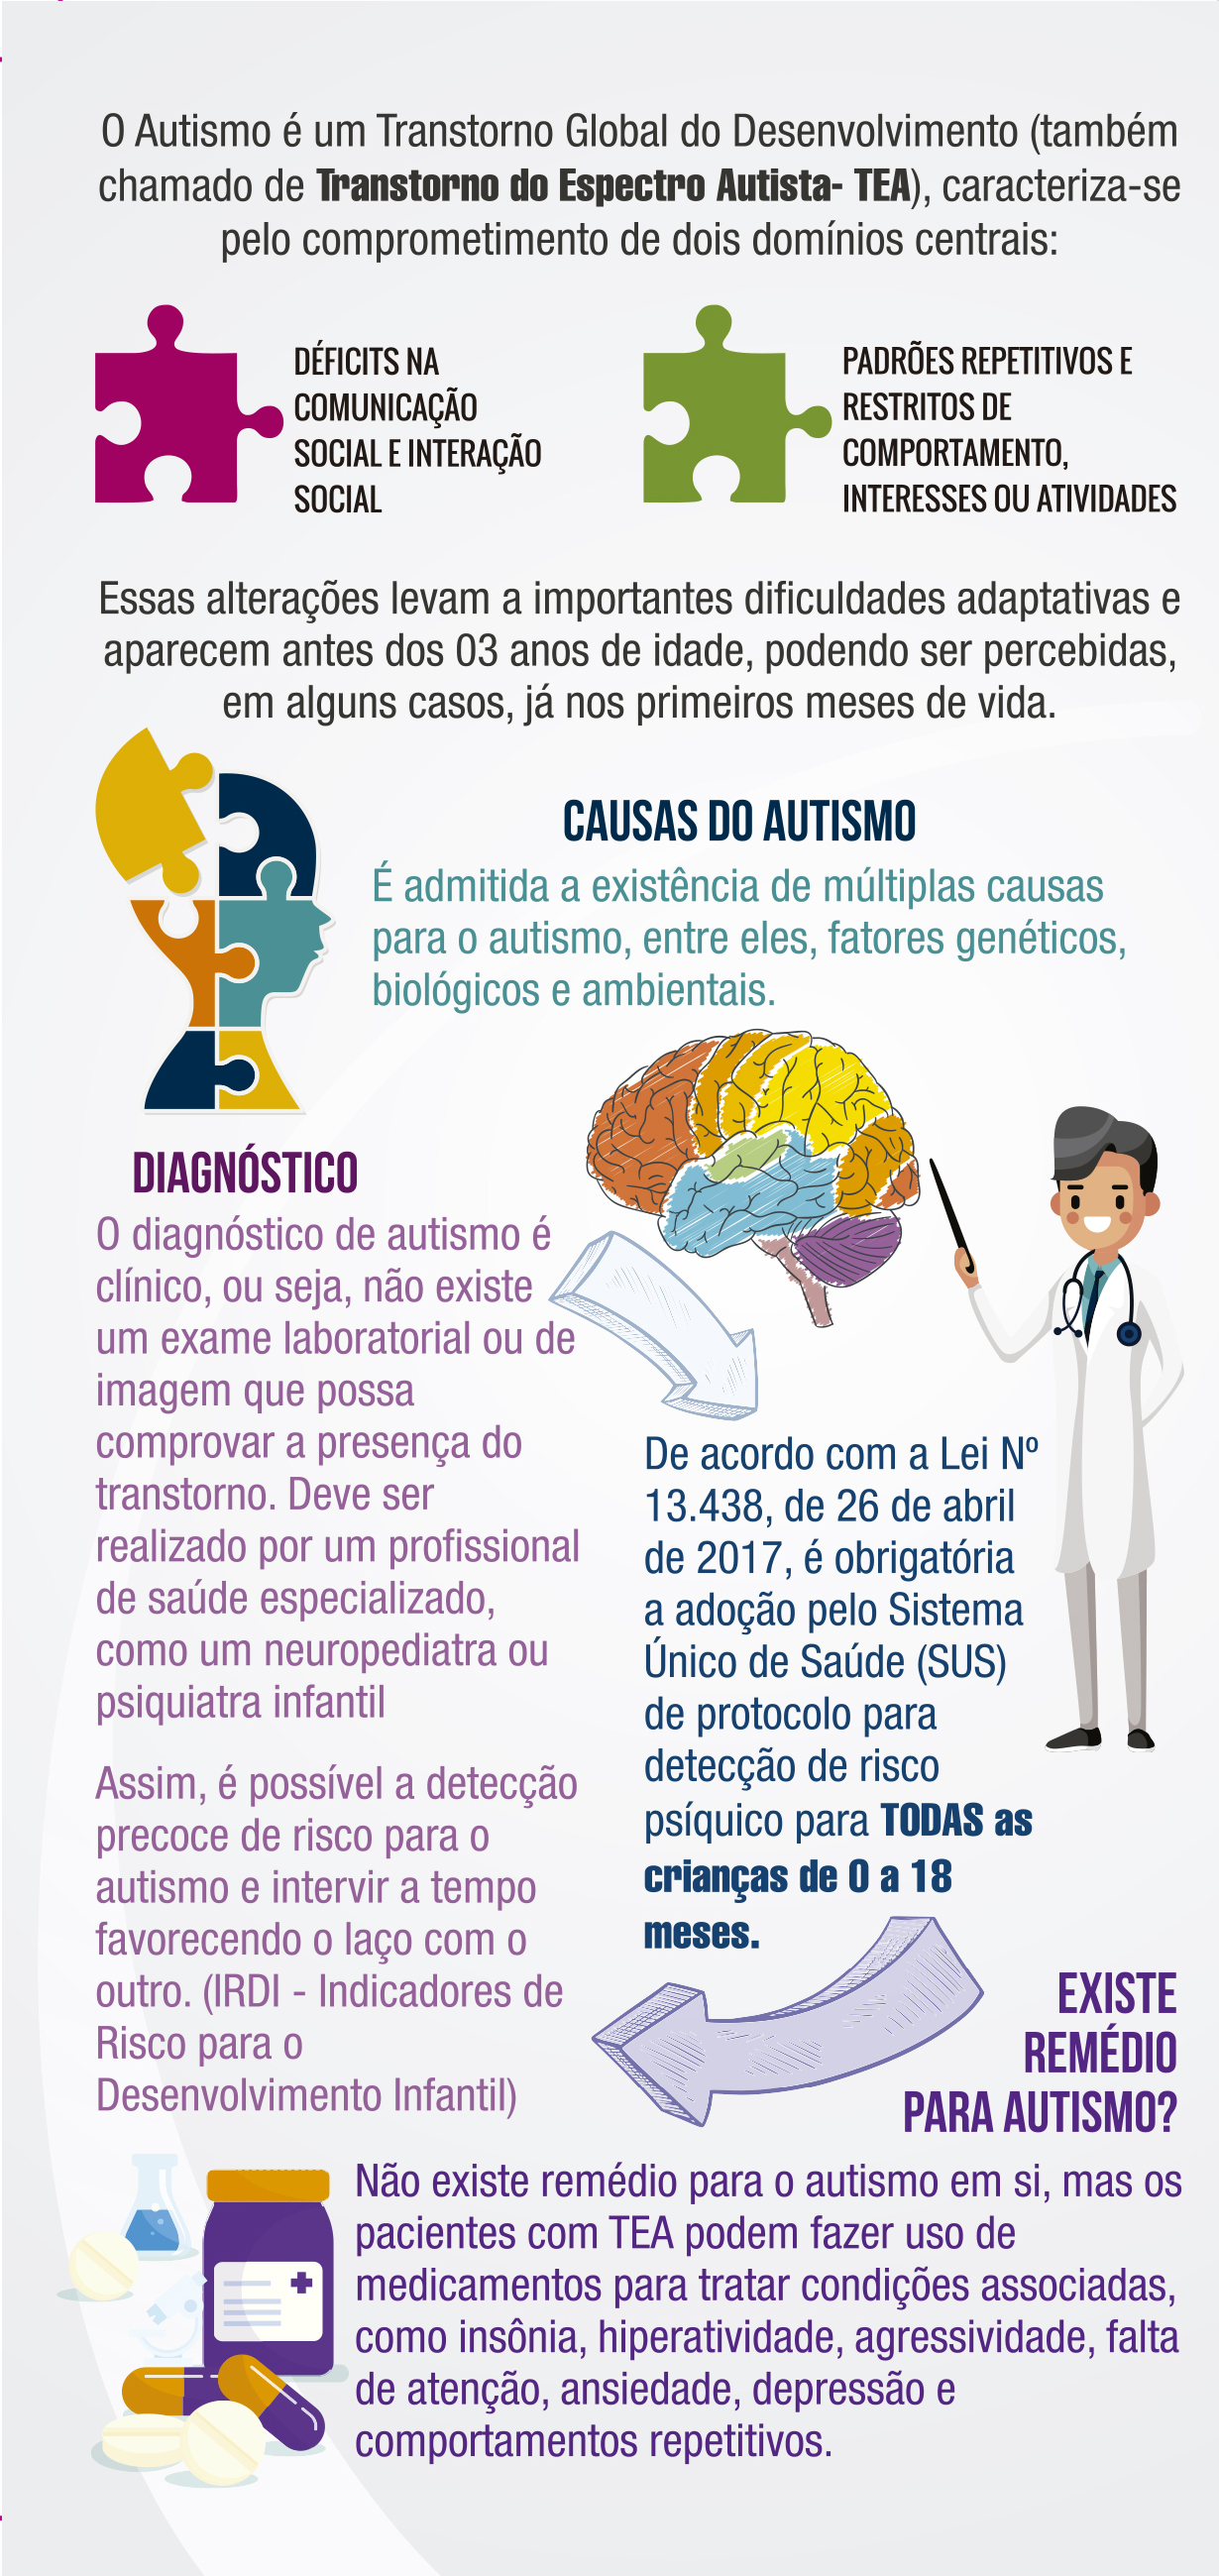 O Autismo é um Transtorno Global do Desenvolvimento (também
chamado de Transtorno do Espectro Autista- TEA), caracteriza-se
pelo comprometimento de dois domínios centrais:
DÉFICITS NA
COMUNICAÇÃO
SOCIAL E INTERAÇÃO
SOCIAL
PADRÕES REPETITIVOS E
RESTRITOS DE
COMPORTAMENTO,
INTERESSES OU ATIVIDADES
Essas alterações levam a importantes dificuldades adaptativas e
aparecem antes dos 03 anos de idade, podendo ser percebidas,
em alguns casos, já nos primeiros meses de vida.
CAUSAS DO AUTISMO
É admitida a existência de múltiplas causas
para o autismo, entre eles, fatores genéticos,
biológicos e ambientais.
DIAGNÓSTICO
O diagnóstico de autismo é
clínico, ou seja, não existe
um exame laboratorial ou de
imagem que possa
comprovar a presença do
transtorno. Deve ser
realizado por um profissional
de saúde especializado,
como um neuropediatra ou
psiquiatra infantil
De acordo com a Lei Nº
13.438, de 26 de abril
de 2017, é obrigatória
a adoção pelo Sistema
Único de Saúde (SUS)
de protocolo para
detecção de risco
psíquico para TODAS as
crianças de 0 a 18
meses.
Assim, é possível a detecção
precoce de risco para o
autismo e intervir a tempo
favorecendo o laço com o
outro. (IRDI - Indicadores de
Risco para o
Desenvolvimento Infantil)
EXISTE
REMÉDIO
PARA AUTISMO?
Não existe remédio para o autismo em si, mas os
pacientes com TEA podem fazer uso de
medicamentos para tratar condições associadas,
como insônia, hiperatividade, agressividade, falta
de atenção, ansiedade, depressão e
comportamentos repetitivos.